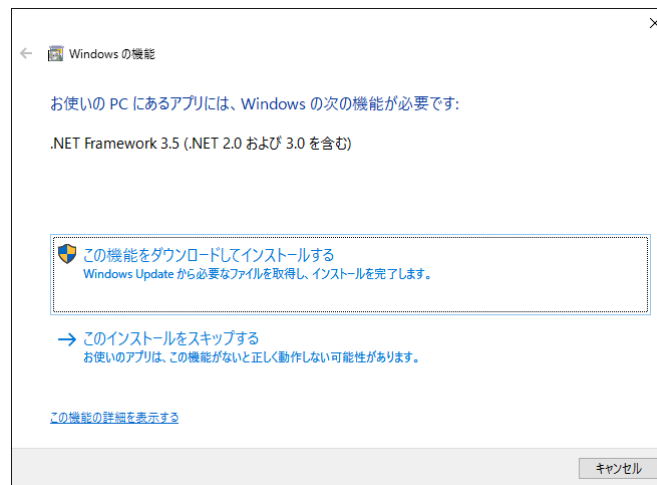 Windows の機能
お使いの PC にあるアプリには、Windows の次の機能が必要です:
.NET Framework 3.5 (.NET 2.0 および 3.0 を含む)
この機能をダウンロードしてインストールする
Windows Update から必要なファイルを取得し、インストールを完了します。
このインストールをスキップする
お使いのアプリは、この機能がないと正しく動作しない可能性があります。
この機能の詳細を表示する
キャンセル